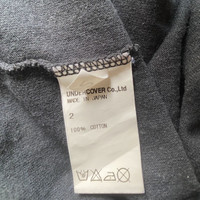 UNDERCOVER Co.,Ltd
MADE IN JAPAN
2
100% COTTON